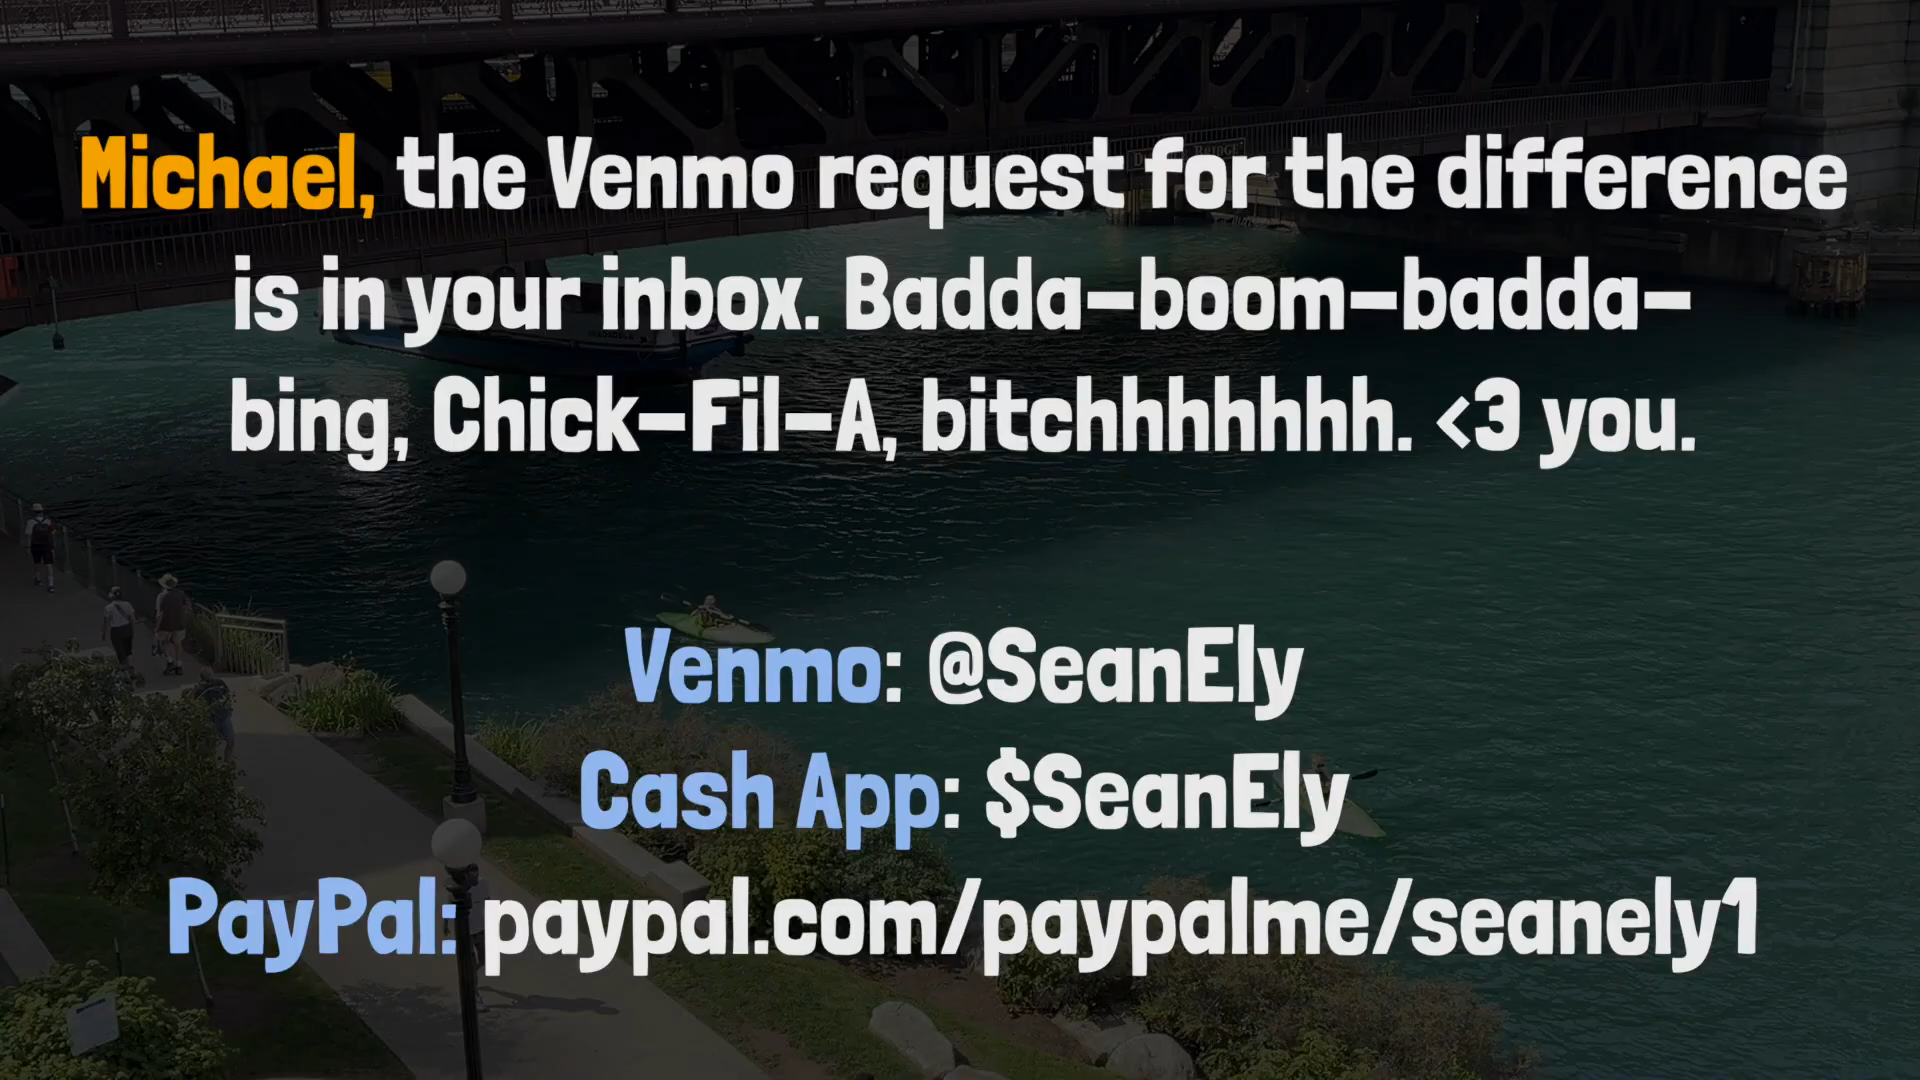 Michael, the Venmo request for the difference
is in your inbox. Badda-boom-badda-
bing, Chick-Fil-A, bitchhhhhhh. <3 you.
Venmo: @SeanEly
Cash App: $SeanEly
PayPal: paypal.com/paypalme/seanely1